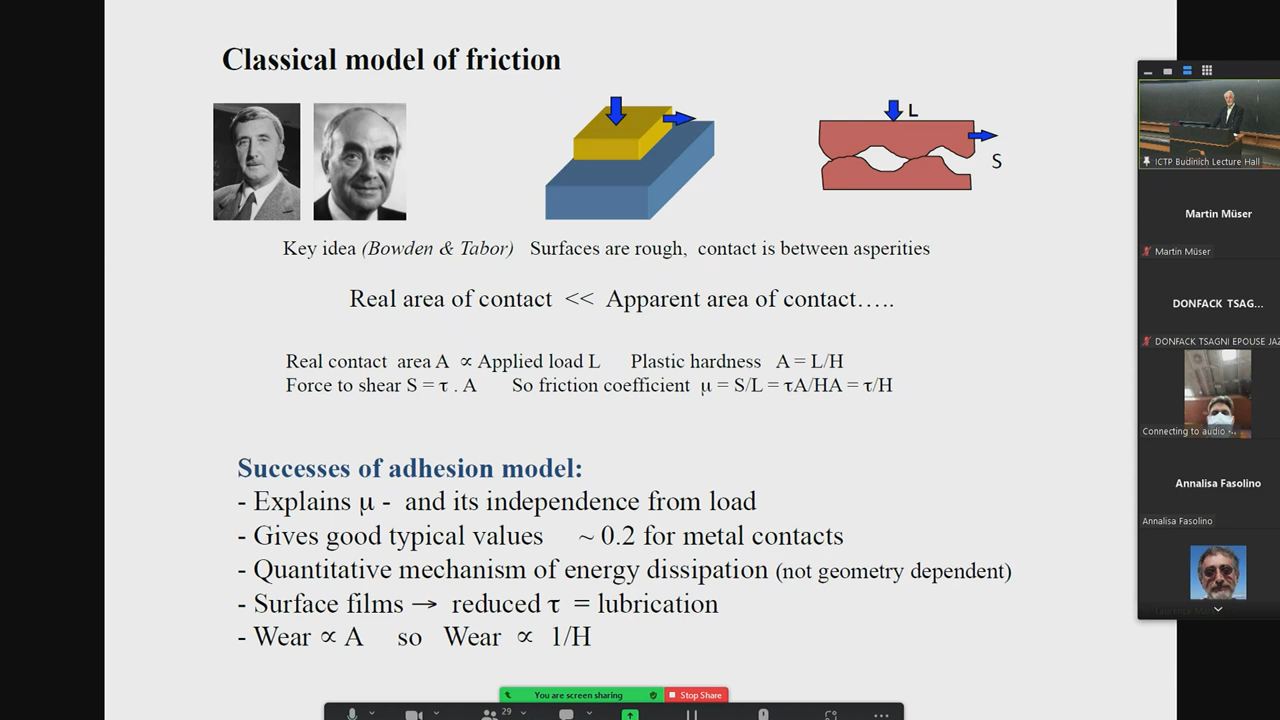 Classical model of friction
L
S
Key idea (Bowden & Tabor) Surfaces are rough, contact is between asperities
Real area of contact << Apparent area of contact…..
Real contact area A ∝ Applied load L Plastic hardness A = L/H
Force to shear S = τ . A So friction coefficient μ = S/L = τA/HA = τ/H
Successes of adhesion model:
- Explains μ - and its independence from load
- Gives good typical values ~ 0.2 for metal contacts
- Quantitative mechanism of energy dissipation (not geometry dependent)
- Surface films → reduced τ = lubrication
- Wear ∝ A so Wear ∝ 1/H
ICTP Budinich Lecture Hall
Martin Müser
Martin Müser
DONFACK TSAG...
DONFACK TSAGNI EPOUSE JAZ
Connecting to audio
Annalisa Fasolino
Annalisa Fasolino
You are screen sharing
Stop Share
29